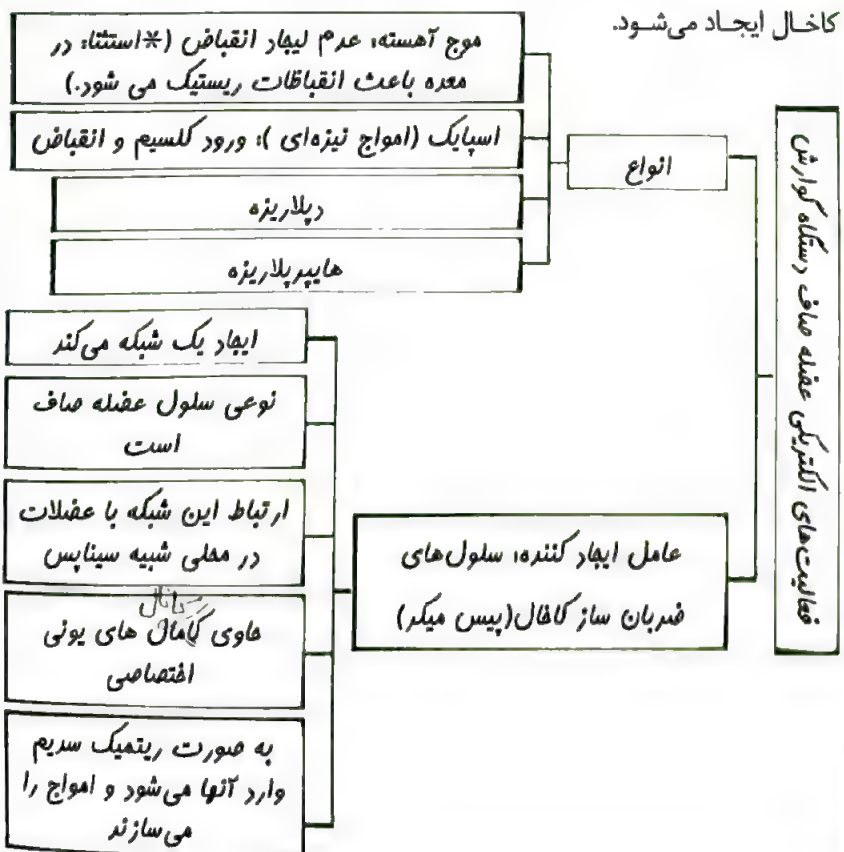 کاخال ایجاد می‌شود.
فعالیت‌های الکتریکی عضله صاف دستگاه گوارش
انواع
موج آهسته: عدم ایجاد انقباض (*استثنا: در
معده باعث انقباظات ریستیک می شود.)
اسپایک (امواج نیزه‌ای ): ورود کلسیم و انقباض
دپلاریزه
هایپرپلاریزه
عامل ایجاد کننده: سلول‌های
ضربان ساز کاخال(پیس میکر)
ایجاد یک شبکه می‌کند
نوعی سلول عضله صاف
است
ارتباط این شبکه با عضلات
در محلی شبیه سیناپس
کانال
حاوی کامال های یونی
اختصاصی
به صورت ریتمیک سدیم
وارد آنها می‌شود و امواج را
می‌سازند